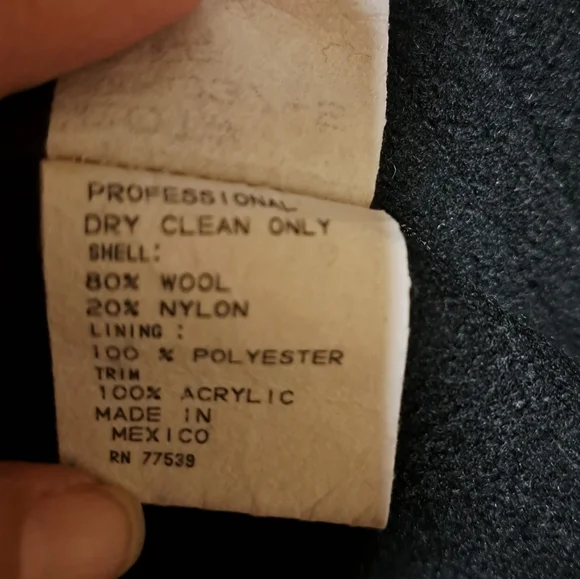 PROFESSIONAL
DRY CLEAN ONLY
SHELL:
80% WOOL
20% NYLON
LINING :
100 % POLYESTER
TRIM
100% ACRYLIC
MADE IN
MEXICO
RN 77539